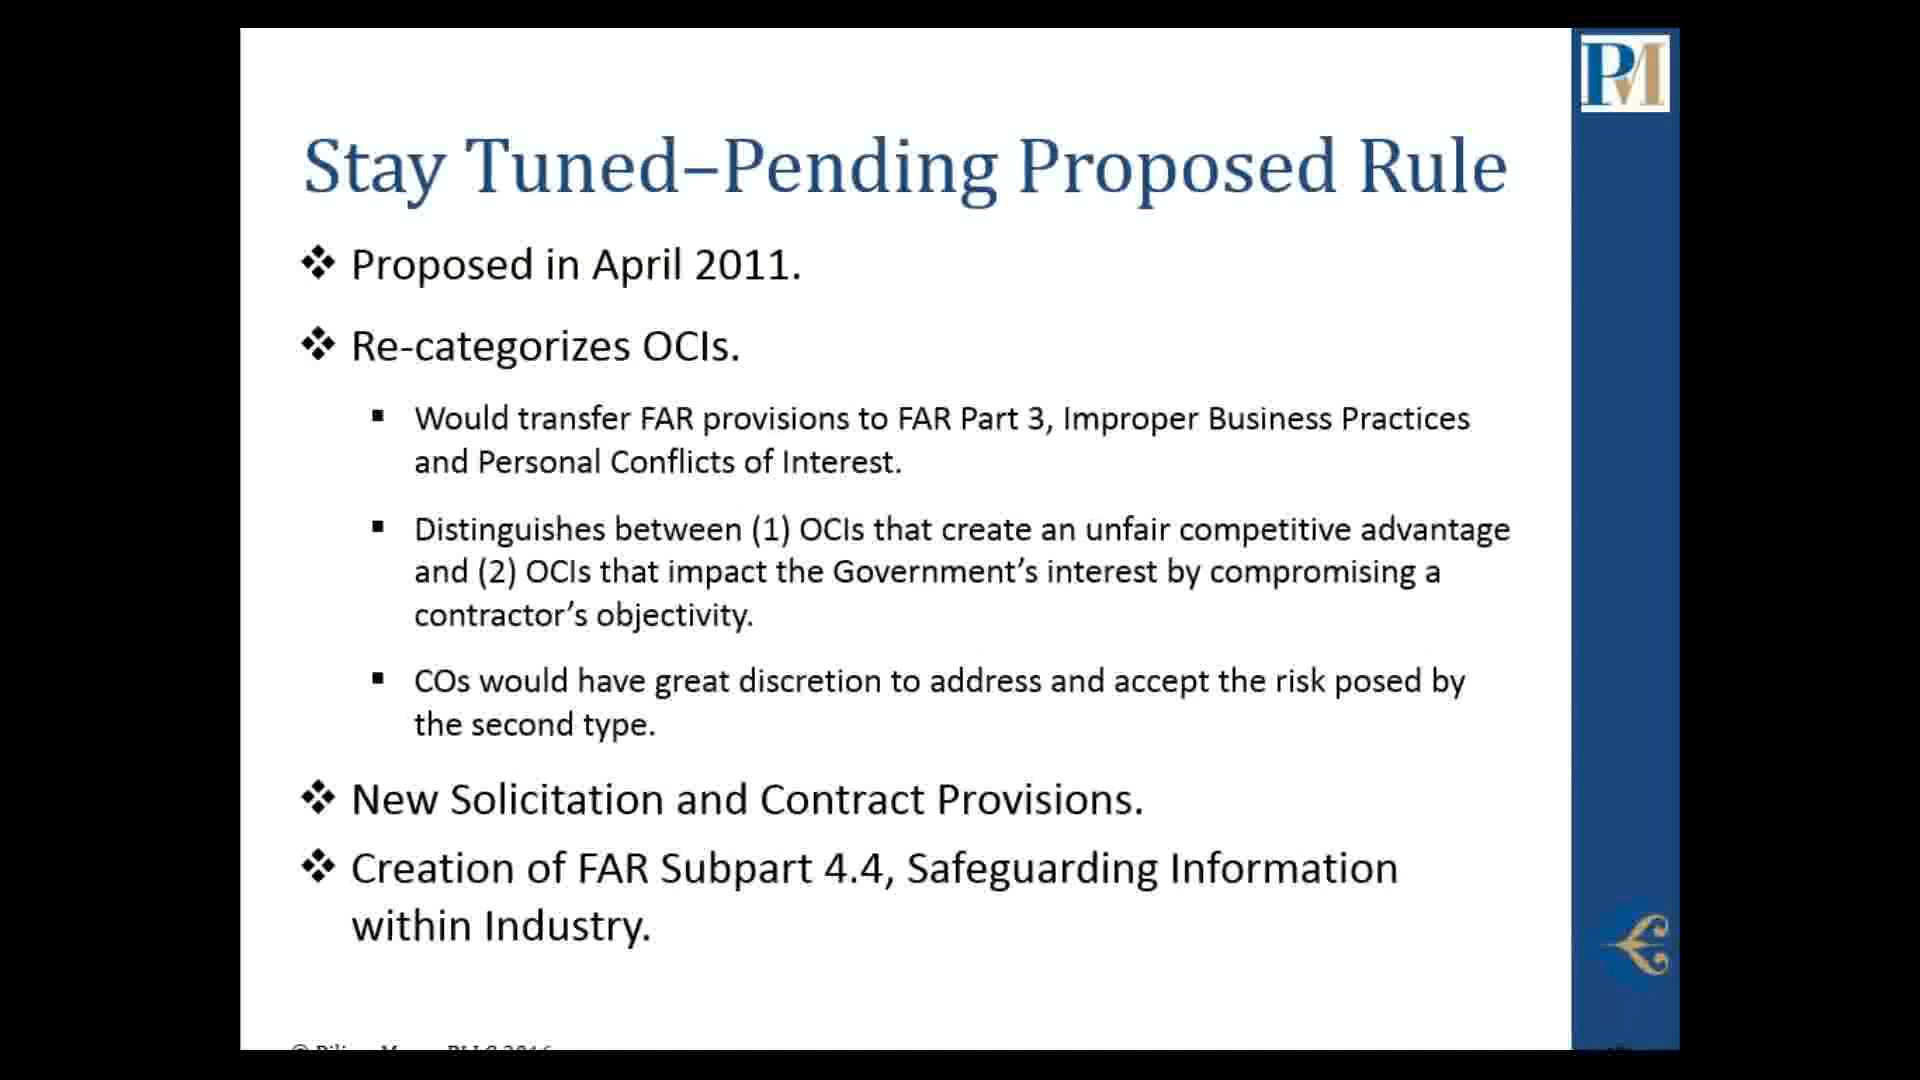 PM
Stay Tuned–Pending Proposed Rule
❖ Proposed in April 2011.
❖ Re-categorizes OCIs.
▪ Would transfer FAR provisions to FAR Part 3, Improper Business Practices
and Personal Conflicts of Interest.
▪ Distinguishes between (1) OCIs that create an unfair competitive advantage
and (2) OCIs that impact the Government’s interest by compromising a
contractor’s objectivity.
▪ COs would have great discretion to address and accept the risk posed by
the second type.
❖ New Solicitation and Contract Provisions.
❖ Creation of FAR Subpart 4.4, Safeguarding Information
within Industry.